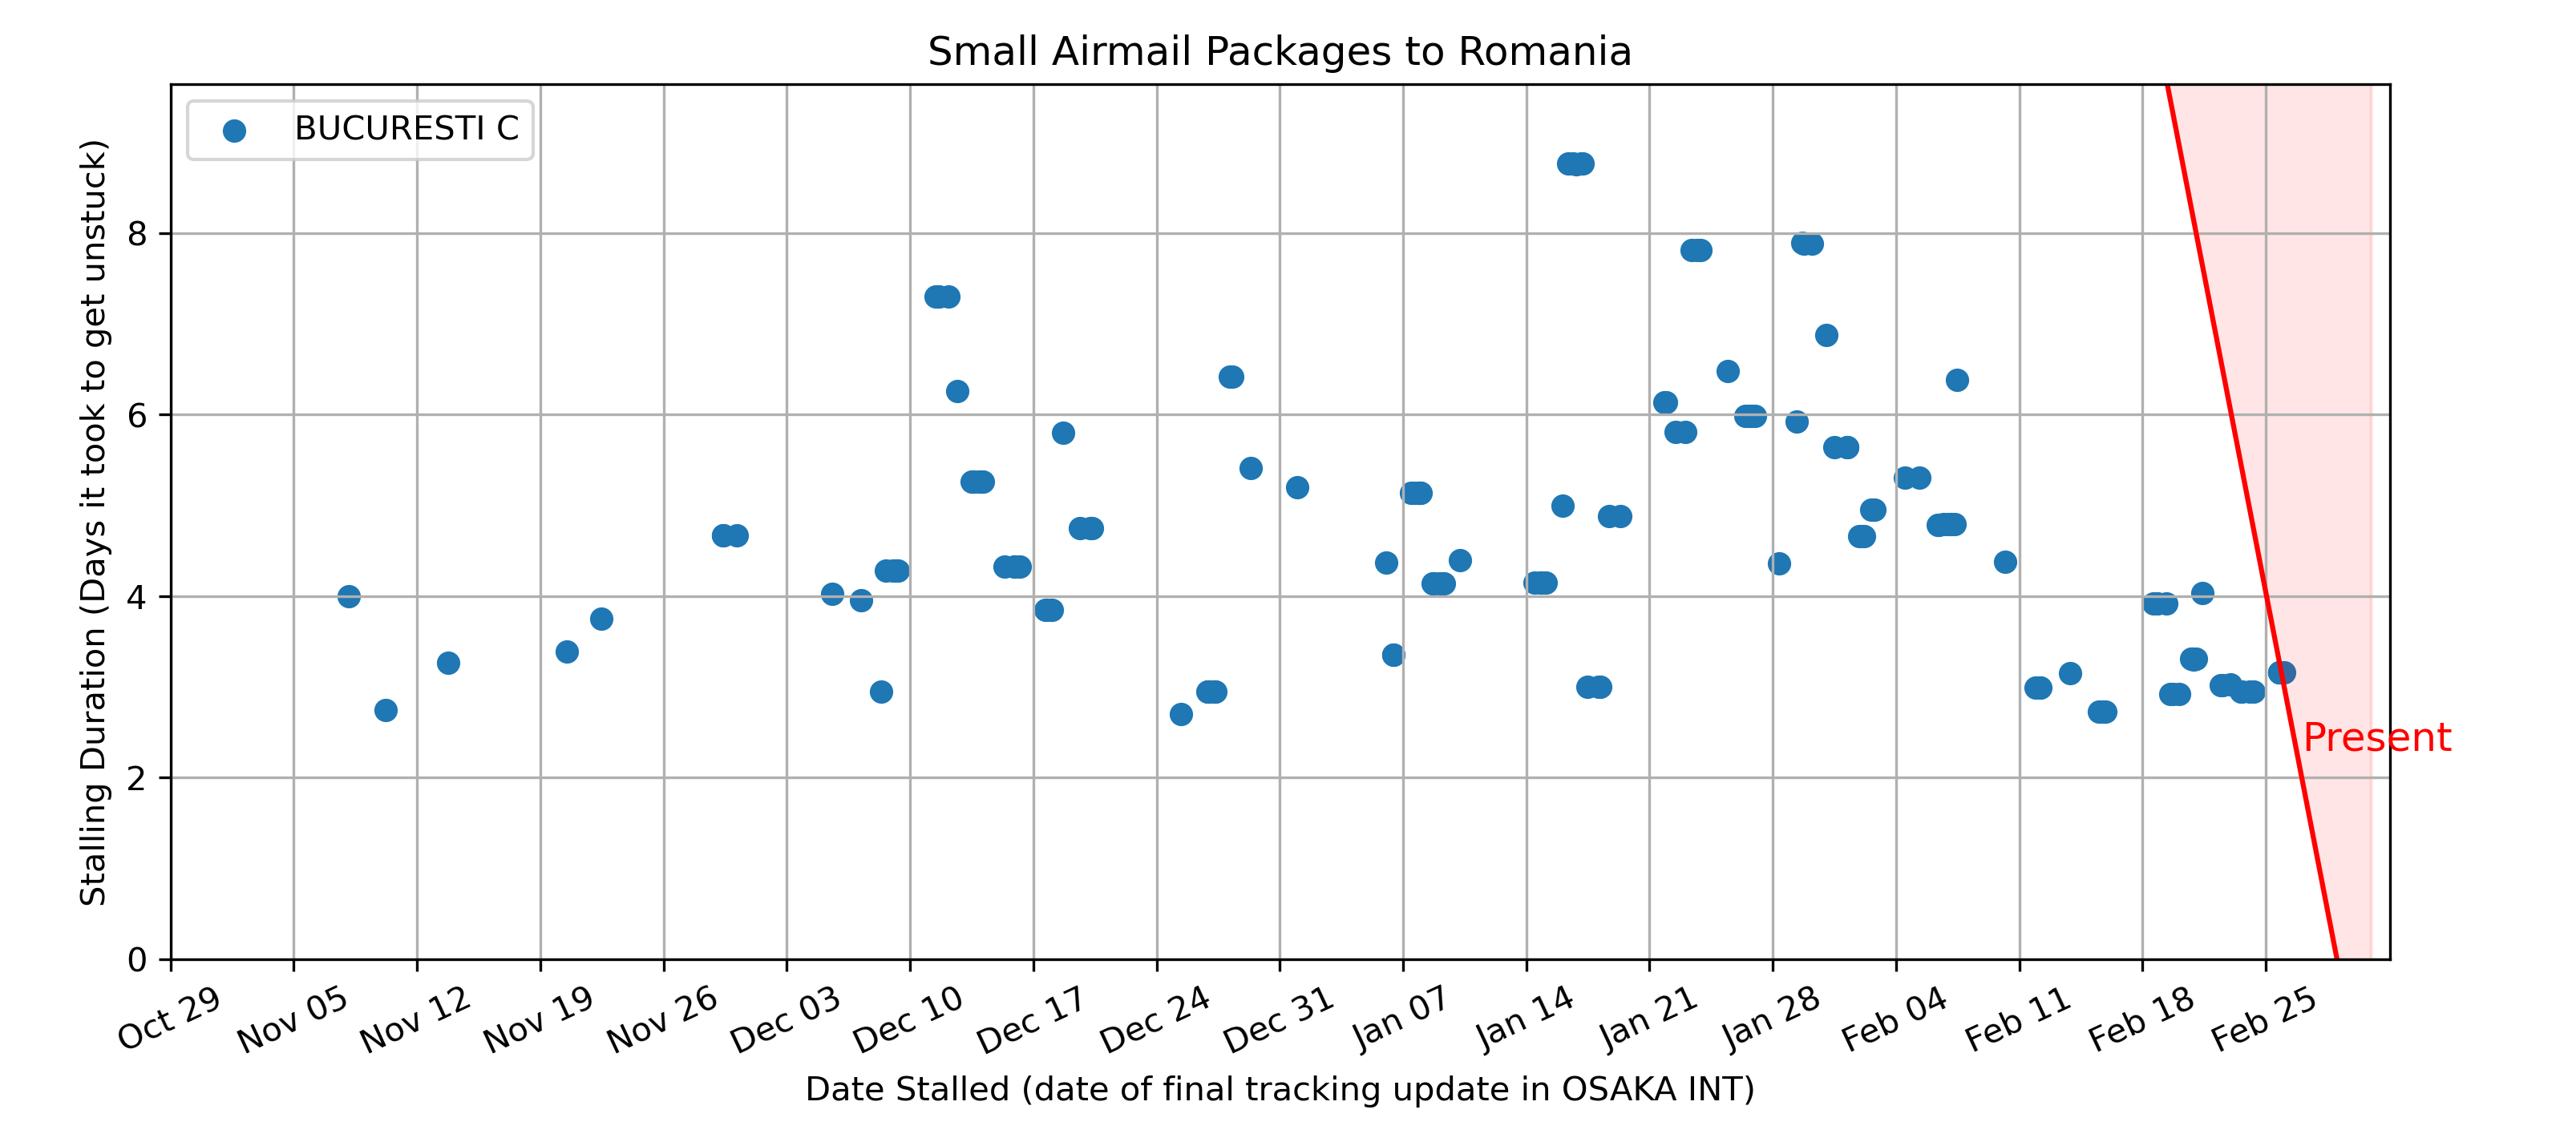 Small Airmail Packages to Romania
BUCURESTI C
Stalling Duration (Days it took to get unstuck)
8
6
4
2
0
Present
Oct 29
Nov 05
Nov 12
Nov 19
Nov 26
Dec 03
Dec 10
Dec 17
Dec 24
Dec 31
Jan 07
Jan 14
Jan 21
Jan 28
Feb 04
Feb 11
Feb 18
Feb 25
Date Stalled (date of final tracking update in OSAKA INT)